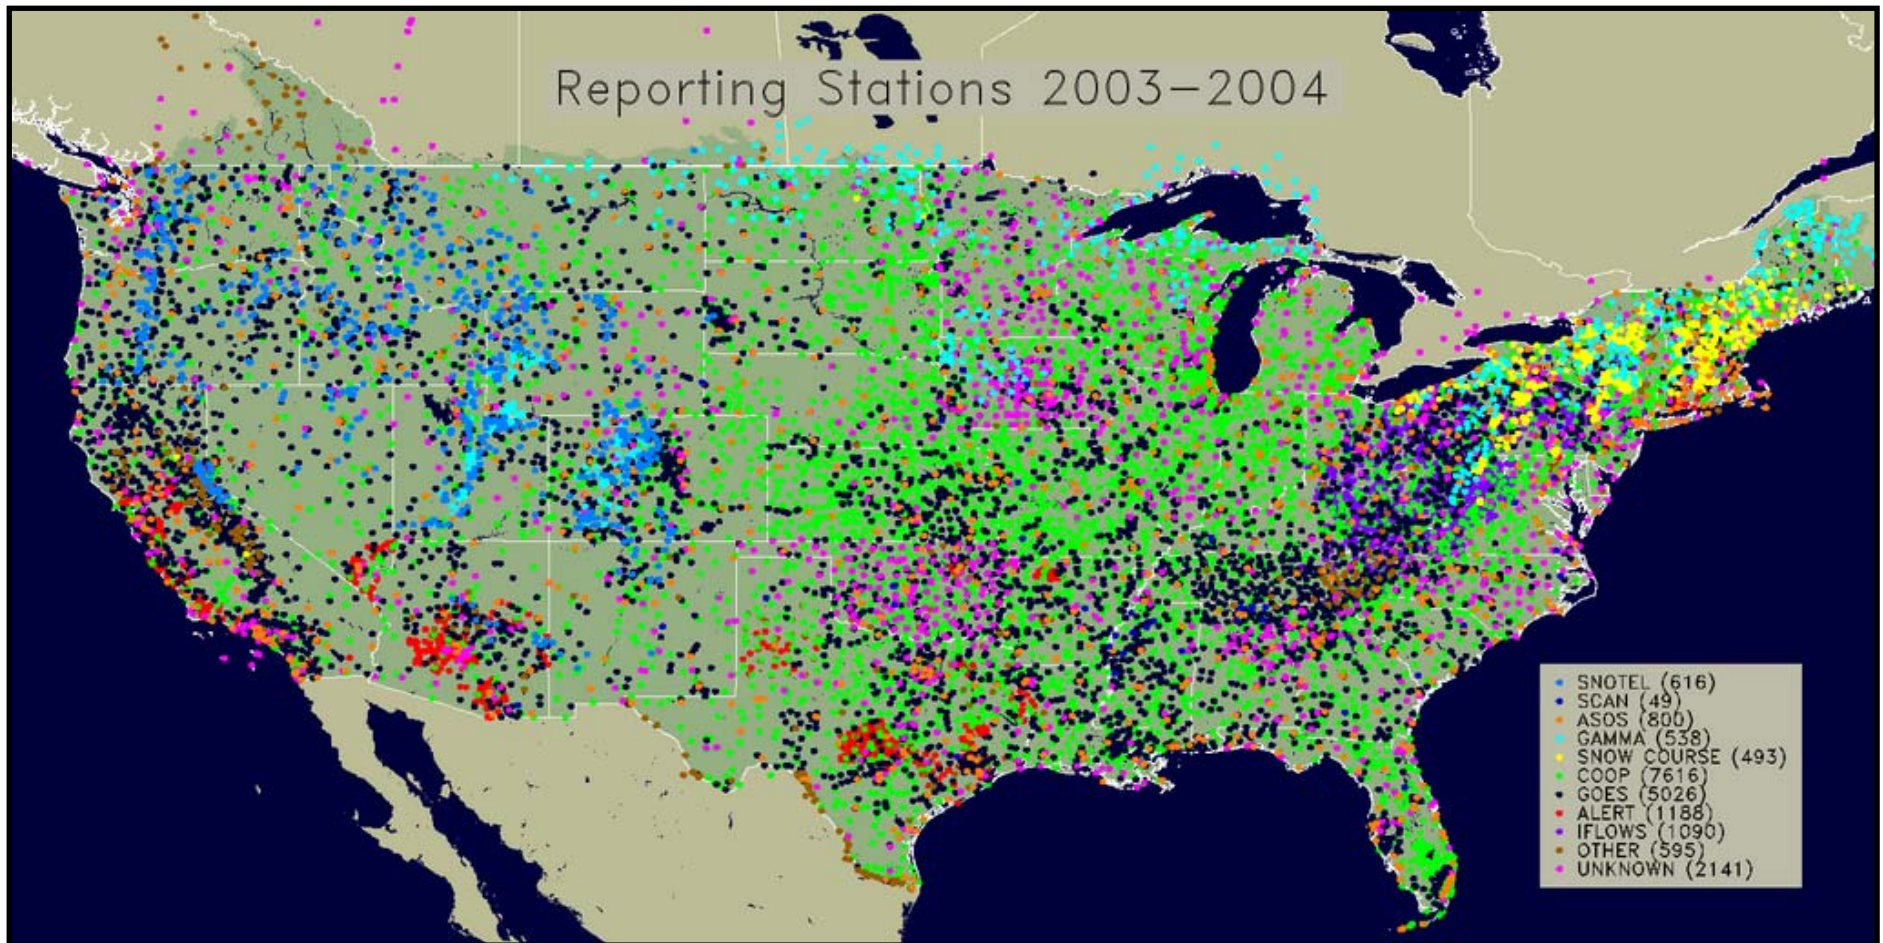 Reporting Stations 2003-2004
SNOTEL (616)
SCAN (49)
ASOS (800)
GAMMA (538)
SNOW COURSE (493)
COOP (7616)
GOES (5026)
ALERT (1188)
IFLOWS (1090)
OTHER (595)
UNKNOWN (2141)